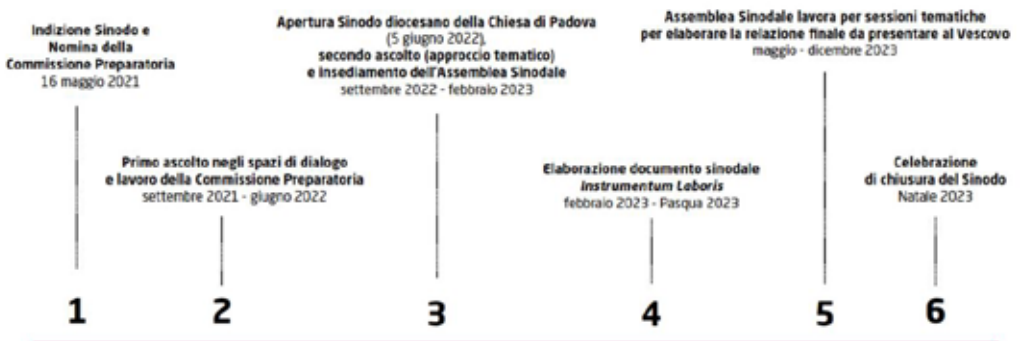 Indizione Sinodo e
Nomina della
Commissione Preparatoria
16 maggio 2021
Primo ascolto negli spazi di dialogo
e lavoro della Commissione Preparatoria
settembre 2021 - giugno 2022
Apertura Sinodo diocesano della Chiesa di Padova
(5 giugno 2022),
secondo ascolto (approccio tematico)
e insediamento dell'Assemblea Sinodale
settembre 2022 - febbraio 2023
Elaborazione documento sinodale
Instrumentum Laboris
febbraio 2023 - Pasqua 2023
Assemblea Sinodale lavora per sessioni tematiche
per elaborare la relazione finale da presentare al Vescovo
maggio - dicembre 2023
Celebrazione
di chiusura del Sinodo
Natale 2023
1 2 3 4 5 6